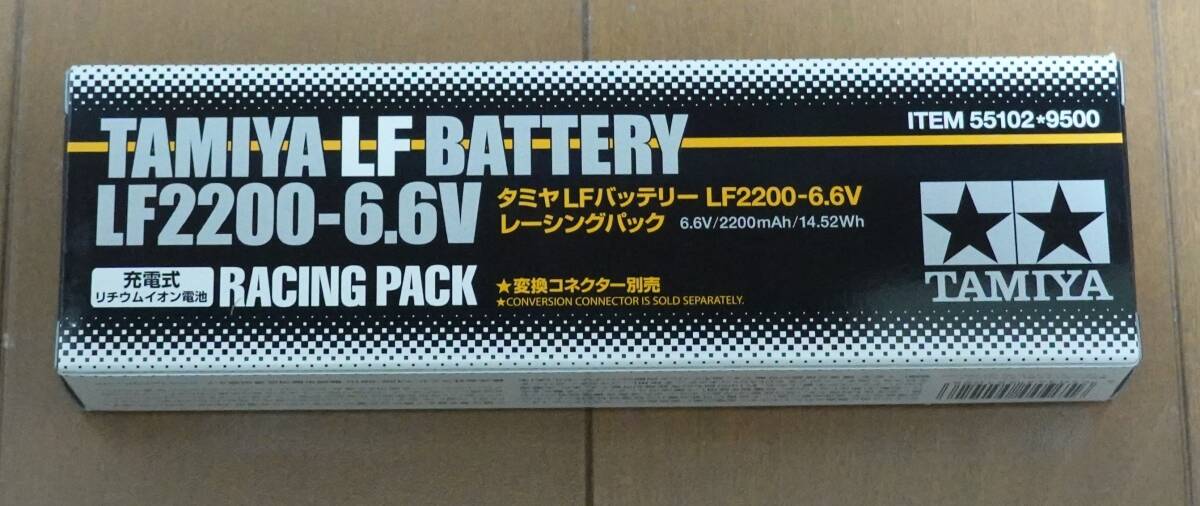 TAMIYA LF BATTERY
ITEM 55102*9500
LF2200-6.6V
タミヤLFバッテリー LF2200-6.6V
レーシングパック 6.6V/2200mAh/14.52Wh
充電式
リチウムイオン電池
RACING PACK
★変換コネクター別売
★CONVERSION CONNECTOR IS SOLD SEPARATELY.
TAMIYA